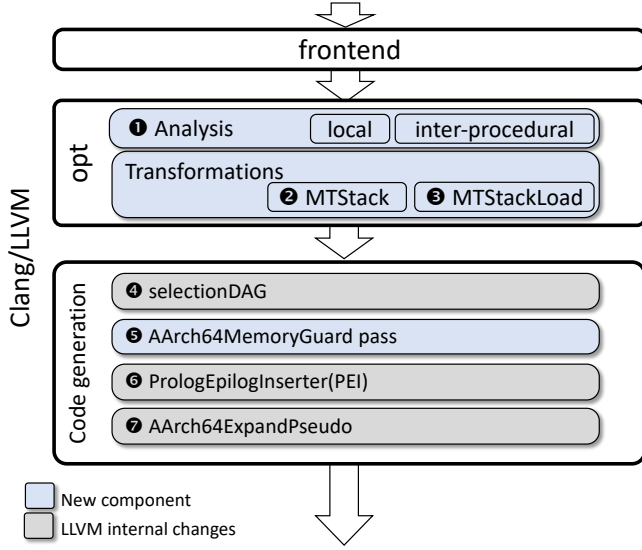 frontend
Clang/LLVM
opt
❶ Analysis local inter-procedural
Transformations
❷ MTStack ❸ MTStackLoad
Code generation
❹ selectionDAG
❺ AArch64MemoryGuard pass
❻ PrologEpilogInserter(PEI)
❼ AArch64ExpandPseudo
New component
LLVM internal changes